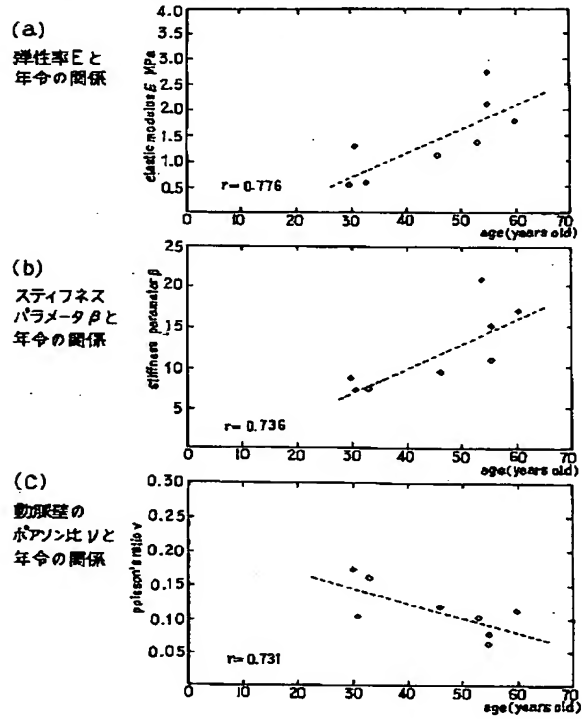 (a)
弾性率Eと
年令の関係
elastic modulus E MPa
4.0
3.5
3.0
2.5
2.0
1.5
1.0
0.5
r=0.776
0
10
20
30
40
50
60
70
age(years old)
(b)
スティフネス
パラメータβと
年令の関係
stiffness parameter β
25
20
15
10
5
r=0.736
0
10
20
30
40
50
60
70
age(years old)
(C)
動脈壁の
ポアソン比νと
年令の関係
poisson's ratio ν
0.30
0.20
0.15
0.10
0.05
r=0.731
0
10
20
30
40
50
60
70
age(years old)